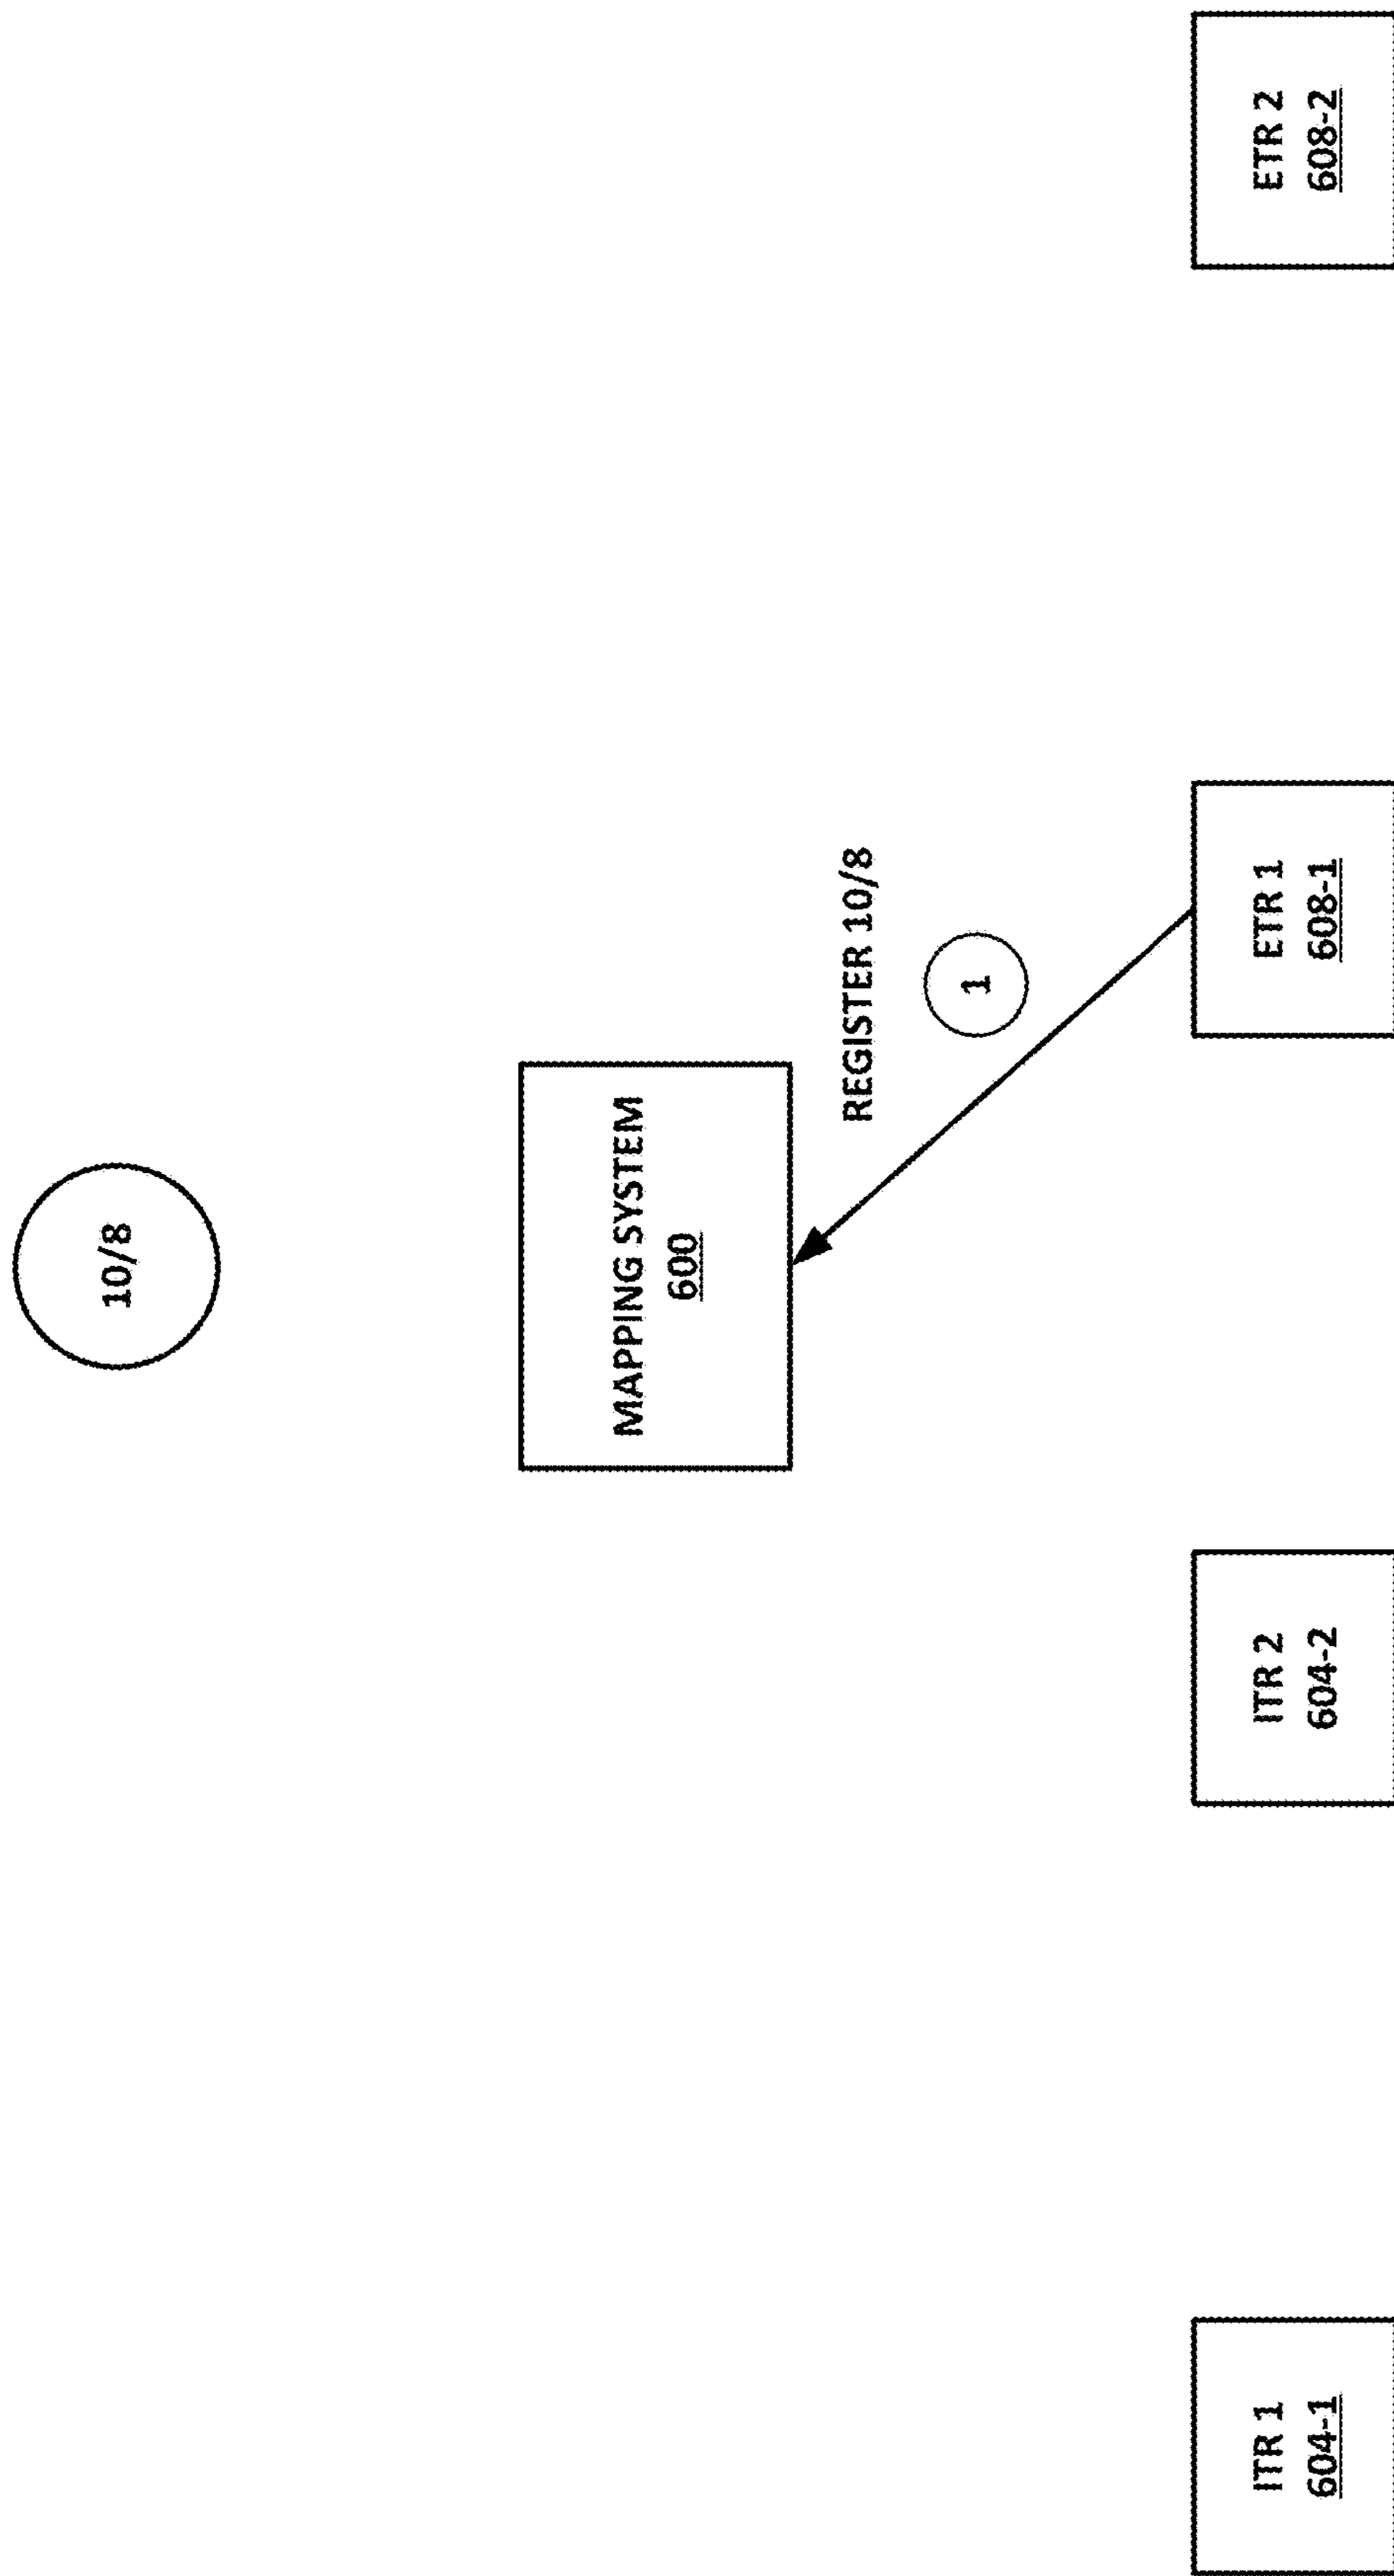 10/8
MAPPING SYSTEM
600
REGISTER 10/8
1
ITR 1
604-1
ITR 2
604-2
ETR 1
608-1
ETR 2
608-2